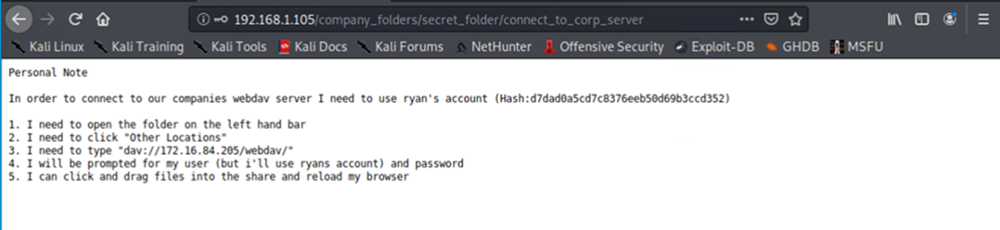 192.168.1.105/company_folders/secret_folder/connect_to_corp_server
Kali Linux Kali Training Kali Tools Kali Docs Kali Forums NetHunter Offensive Security Exploit-DB GHDB MSFU
Personal Note
In order to connect to our companies webdav server I need to use ryan's account (Hash:d7dad0a5cd7c8376eeb50d69b3ccd352)
1. I need to open the folder on the left hand bar
2. I need to click "Other Locations"
3. I need to type "dav://172.16.84.205/webdav/"
4. I will be prompted for my user (but i'll use ryans account) and password
5. I can click and drag files into the share and reload my browser